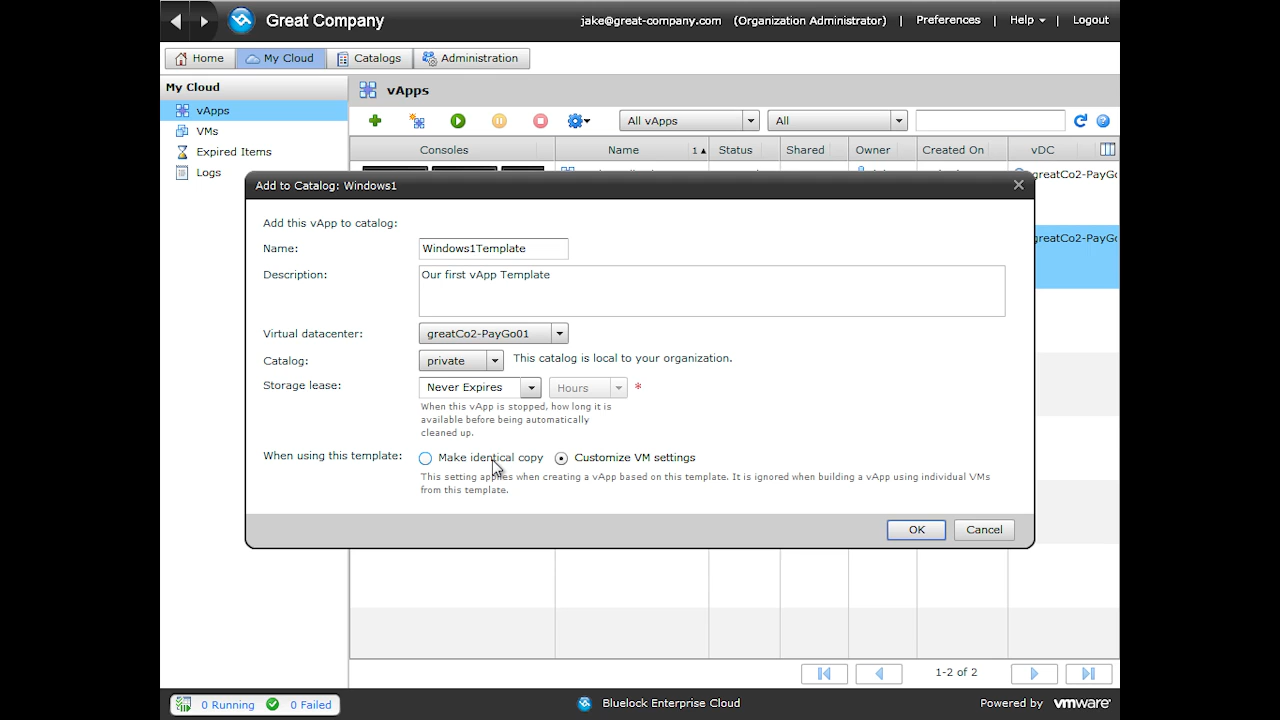 Great Company
jake@great-company.com (Organization Administrator) | Preferences | Help | Logout
Home My Cloud Catalogs Administration
My Cloud
vApps
VMs
Expired Items
Logs
vApps
All vApps All
Consoles Name 1 Status Shared Owner Created On vDC
greatCo2-PayGo
greatCo2-PayGo
Add to Catalog: Windows1
Add this vApp to catalog:
Name: Windows1Template
Description: Our first vApp Template
Virtual datacenter: greatCo2-PayGo01
Catalog: private This catalog is local to your organization.
Storage lease: Never Expires Hours *
When this vApp is stopped, how long it is
available before being automatically
cleaned up.
When using this template: Make identical copy Customize VM settings
This setting applies when creating a vApp based on this template. It is ignored when building a vApp using individual VMs
from this template.
OK Cancel
1-2 of 2
0 Running 0 Failed
Bluelock Enterprise Cloud
Powered by vmware